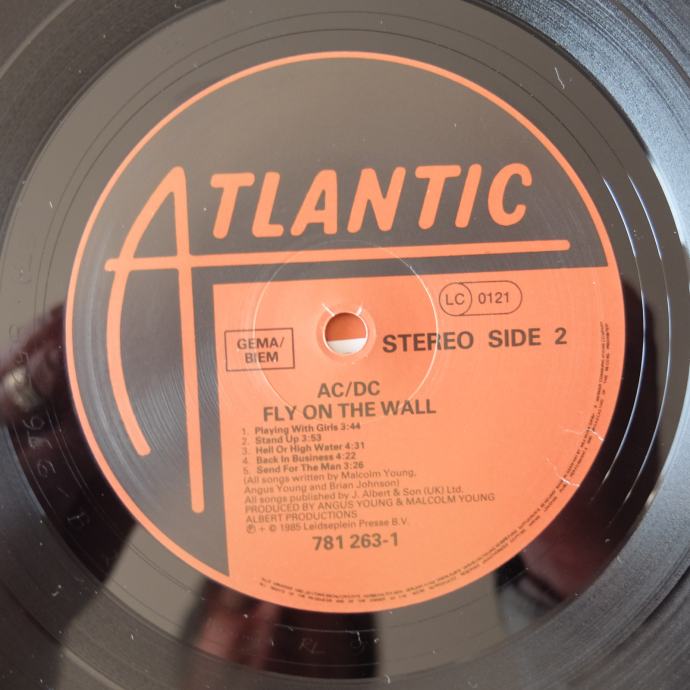 ATLANTIC
LC 0121
GEMA/
BIEM
STEREO SIDE 2
AC/DC
FLY ON THE WALL
1. Playing With Girls 3:44
2. Stand Up 3:53
3. Hell Or High Water 4:31
4. Back In Business 4:22
5. Send For The Man 3:26
(All songs written by Malcolm Young,
Angus Young and Brian Johnson)
All songs published by J. Albert & Son (UK) Ltd.
PRODUCED BY ANGUS YOUNG & MALCOLM YOUNG
ALBERT PRODUCTIONS
℗ + © 1985 Leidseplein Presse B.V.
781 263-1